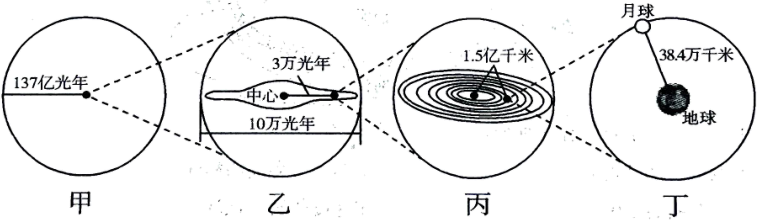 137亿光年
3万光年
中心
10万光年
1.5亿千米
月球
38.4万千米
地球
甲
乙
丙
丁